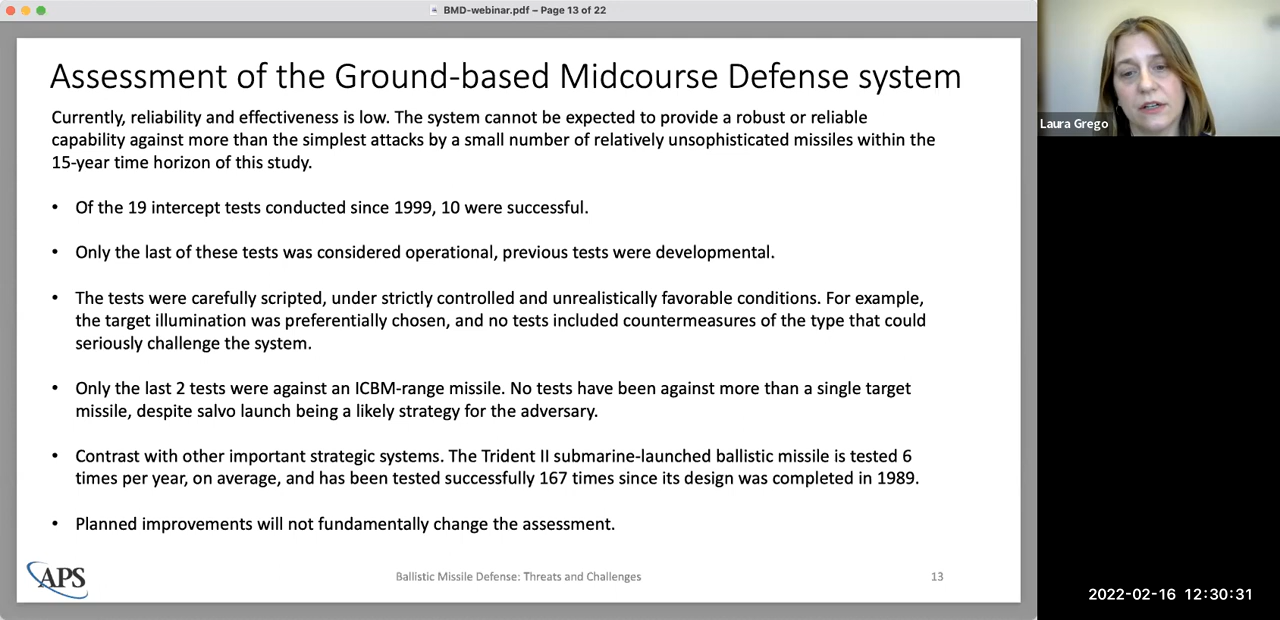 BMD-webinar.pdf – Page 13 of 22
Assessment of the Ground-based Midcourse Defense system
Currently, reliability and effectiveness is low. The system cannot be expected to provide a robust or reliable
capability against more than the simplest attacks by a small number of relatively unsophisticated missiles within the
15-year time horizon of this study.
• Of the 19 intercept tests conducted since 1999, 10 were successful.
• Only the last of these tests was considered operational, previous tests were developmental.
• The tests were carefully scripted, under strictly controlled and unrealistically favorable conditions. For example,
the target illumination was preferentially chosen, and no tests included countermeasures of the type that could
seriously challenge the system.
• Only the last 2 tests were against an ICBM-range missile. No tests have been against more than a single target
missile, despite salvo launch being a likely strategy for the adversary.
• Contrast with other important strategic systems. The Trident II submarine-launched ballistic missile is tested 6
times per year, on average, and has been tested successfully 167 times since its design was completed in 1989.
• Planned improvements will not fundamentally change the assessment.
APS
Ballistic Missile Defense: Threats and Challenges
13
Laura Grego
2022-02-16 12:30:31